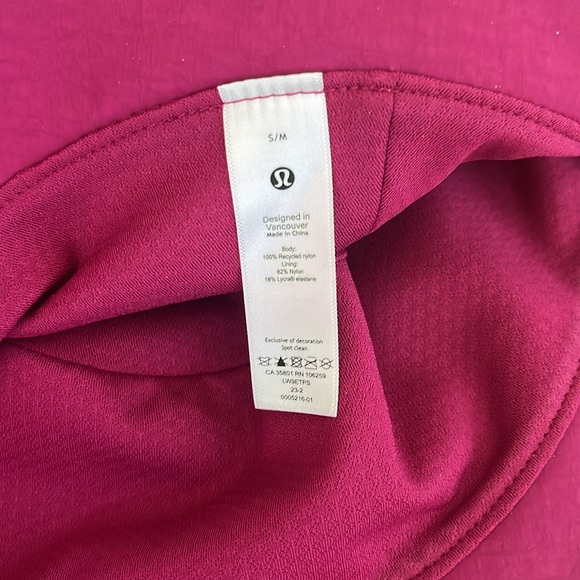 S/M
Designed in
Vancouver
Made in China
Body:
100% Recycled nylon
Lining:
82% Nylon
18% Lycra® elastane
Exclusive of decoration
Spot clean
CA 35801 RN 106259
LW9ETPS
23-2
0005216-01